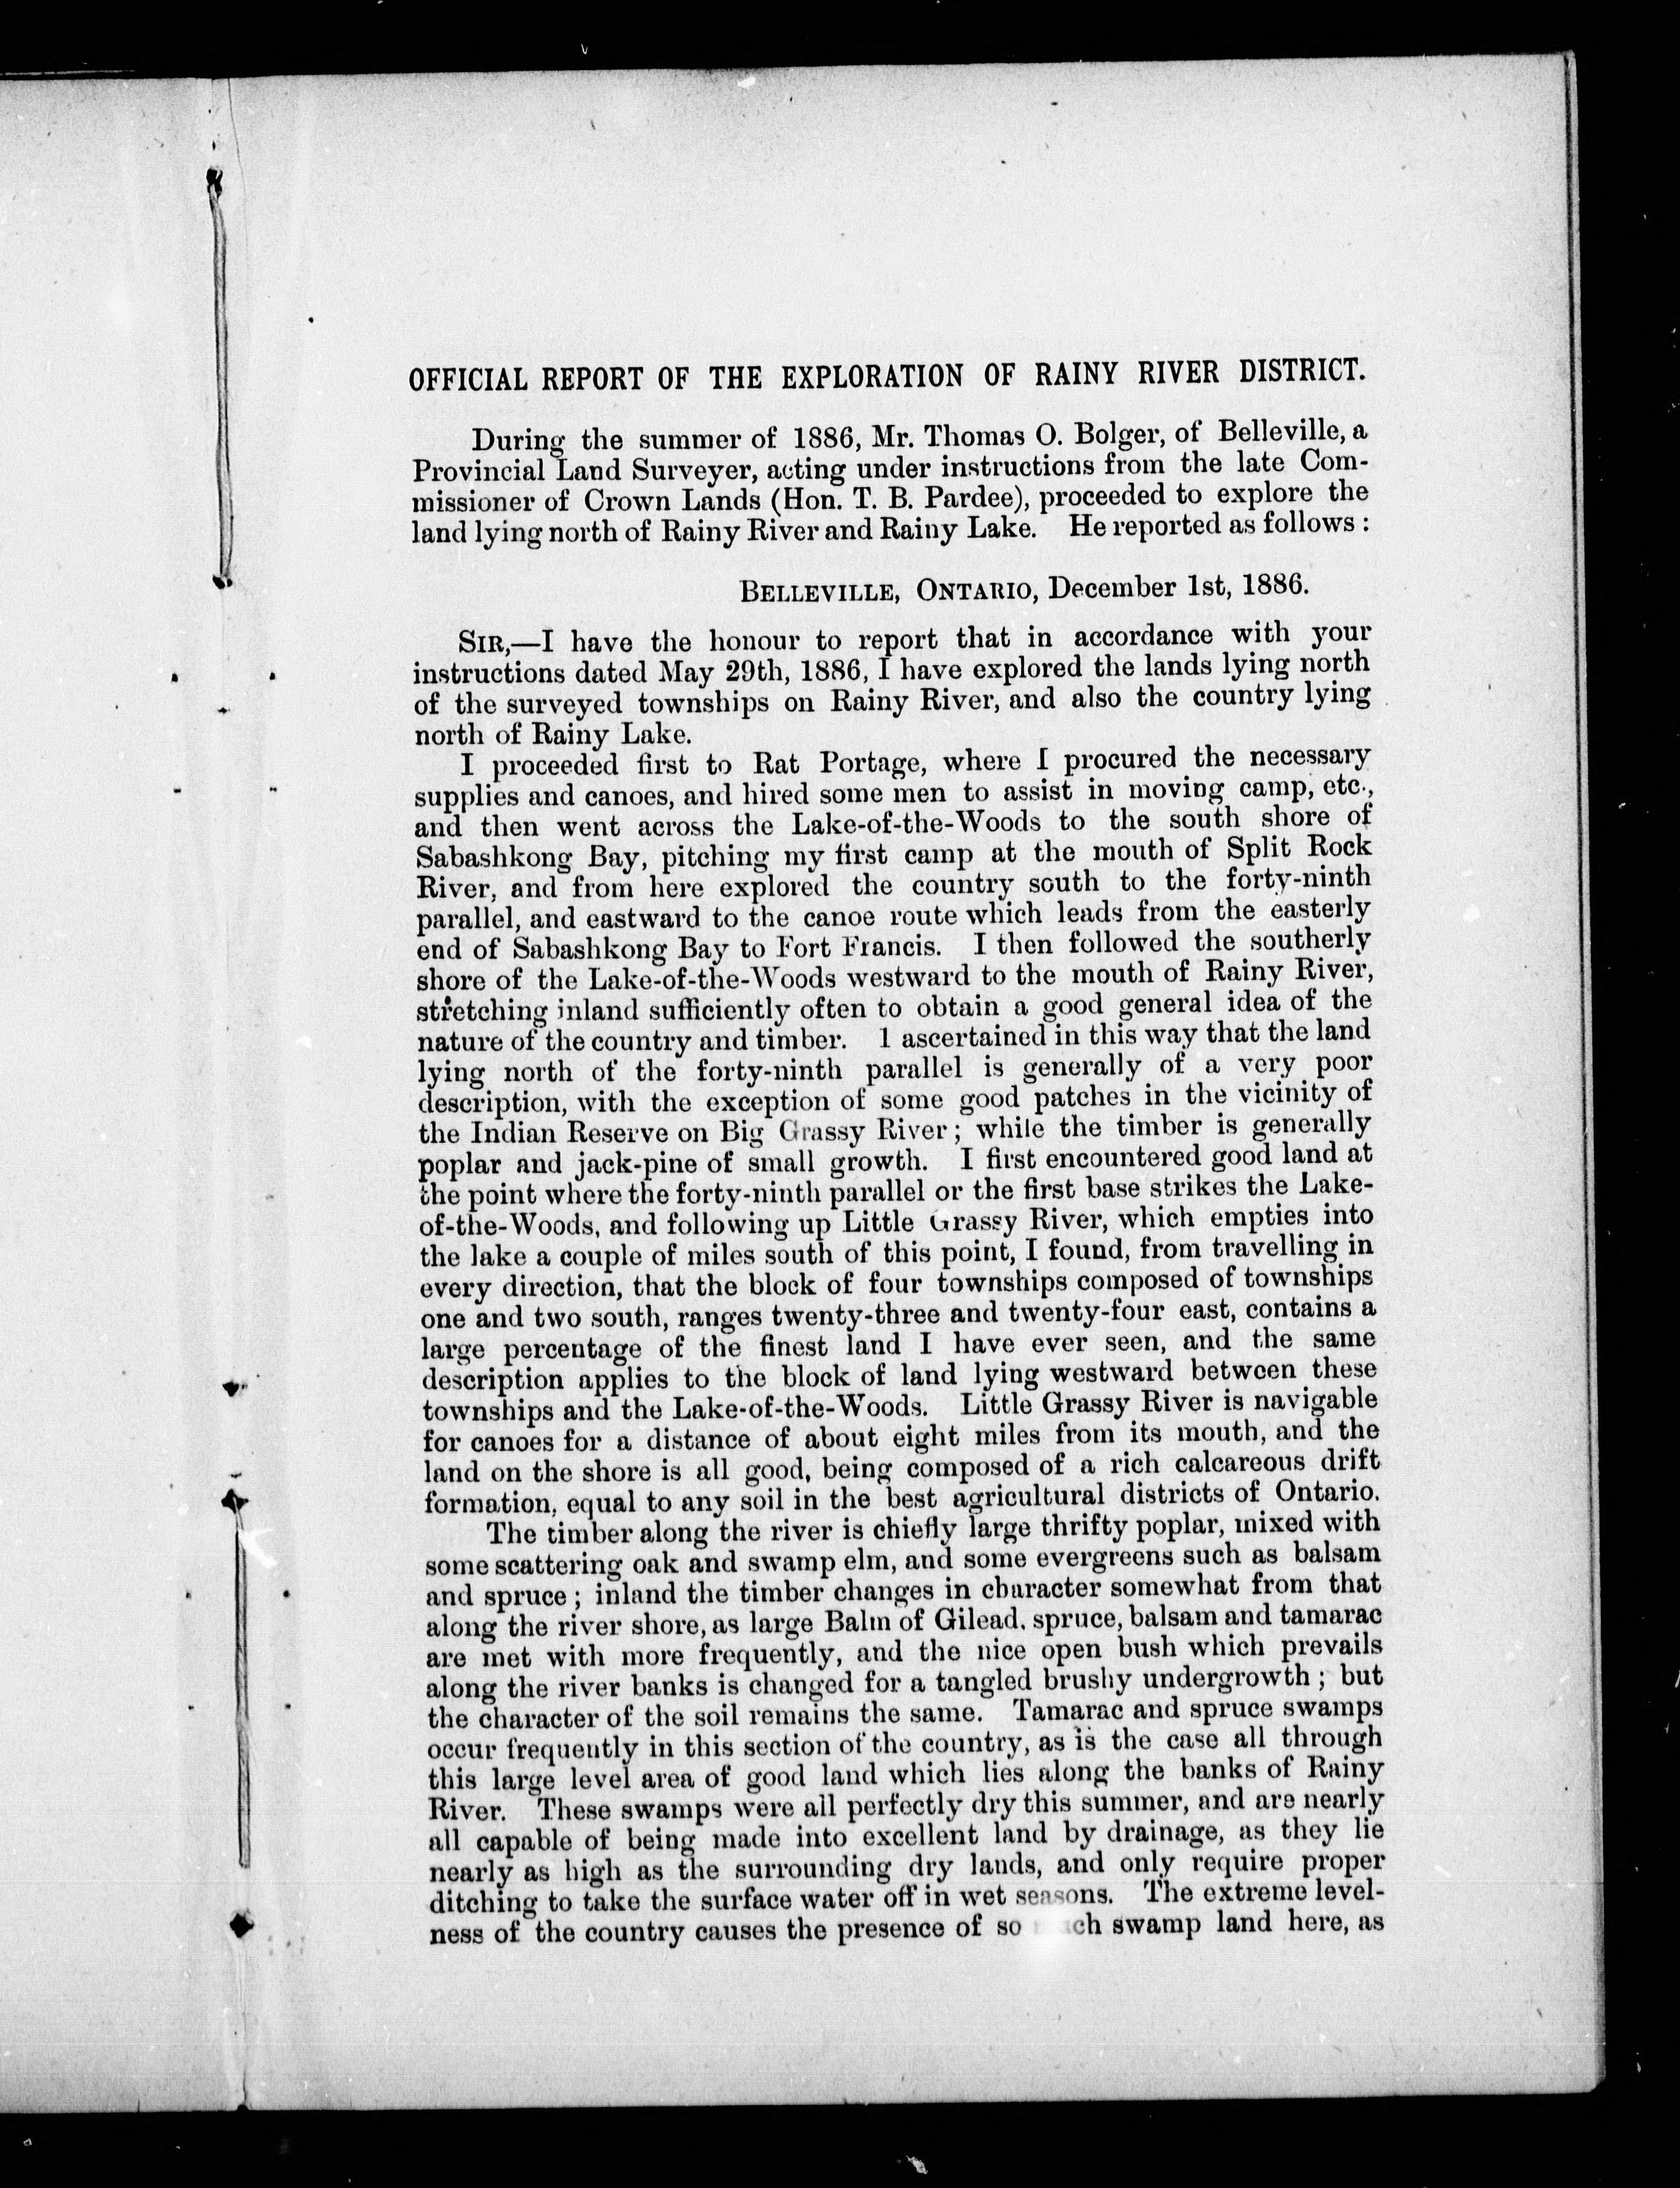 OFFICIAL REPORT OF THE EXPLORATION OF RAINY RIVER DISTRICT.
During the summer of 1886, Mr. Thomas O. Bolger, of Belleville, a
Provincial Land Surveyer, acting under instructions from the late Com-
missioner of Crown Lands (Hon. T. B. Pardee), proceeded to explore the
land lying north of Rainy River and Rainy Lake. He reported as follows :
BELLEVILLE, ONTARIO, December 1st, 1886.
SIR,—I have the honour to report that in accordance with your
instructions dated May 29th, 1886, I have explored the lands lying north
of the surveyed townships on Rainy River, and also the country lying
north of Rainy Lake.
I proceeded first to Rat Portage, where I procured the necessary
supplies and canoes, and hired some men to assist in moving camp, etc.,
and then went across the Lake-of-the-Woods to the south shore of
Sabashkong Bay, pitching my first camp at the mouth of Split Rock
River, and from here explored the country south to the forty-ninth
parallel, and eastward to the canoe route which leads from the easterly
end of Sabashkong Bay to Fort Francis. I then followed the southerly
shore of the Lake-of-the-Woods westward to the mouth of Rainy River,
stretching inland sufficiently often to obtain a good general idea of the
nature of the country and timber. I ascertained in this way that the land
lying north of the forty-ninth parallel is generally of a very poor
description, with the exception of some good patches in the vicinity of
the Indian Reserve on Big Grassy River; while the timber is generally
poplar and jack-pine of small growth. I first encountered good land at
the point where the forty-ninth parallel or the first base strikes the Lake-
of-the-Woods, and following up Little Grassy River, which empties into
the lake a couple of miles south of this point, I found, from travelling in
every direction, that the block of four townships composed of townships
one and two south, ranges twenty-three and twenty-four east, contains a
large percentage of the finest land I have ever seen, and the same
description applies to the block of land lying westward between these
townships and the Lake-of-the-Woods. Little Grassy River is navigable
for canoes for a distance of about eight miles from its mouth, and the
land on the shore is all good, being composed of a rich calcareous drift
formation, equal to any soil in the best agricultural districts of Ontario.
The timber along the river is chiefly large thrifty poplar, mixed with
some scattering oak and swamp elm, and some evergreens such as balsam
and spruce ; inland the timber changes in character somewhat from that
along the river shore, as large Balm of Gilead, spruce, balsam and tamarac
are met with more frequently, and the nice open bush which prevails
along the river banks is changed for a tangled brushy undergrowth ; but
the character of the soil remains the same. Tamarac and spruce swamps
occur frequently in this section of the country, as is the case all through
this large level area of good land which lies along the banks of Rainy
River. These swamps were all perfectly dry this summer, and are nearly
all capable of being made into excellent land by drainage, as they lie
nearly as high as the surrounding dry lands, and only require proper
ditching to take the surface water off in wet seasons. The extreme level-
ness of the country causes the presence of so ch swamp land here, as